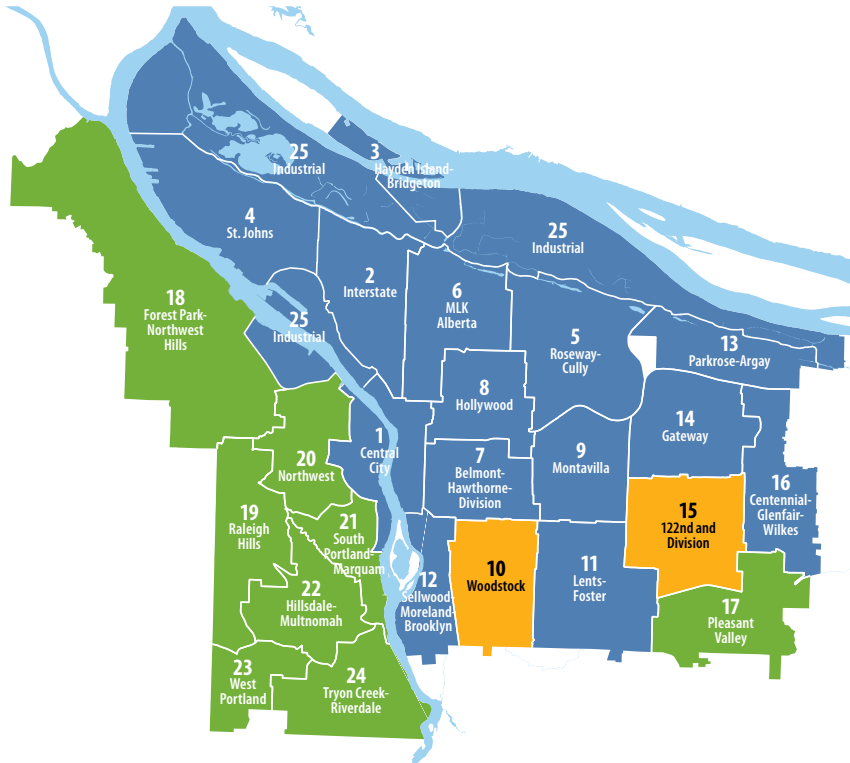 25
Industrial
3
Hayden Island-
Bridgeton
4
St. Johns
25
Industrial
2
Interstate
6
MLK
Alberta
18
Forest Park-
Northwest
Hills
25
Industrial
5
Roseway-
Cully
13
Parkrose-Argay
8
Hollywood
14
Gateway
1
Central
City
20
Northwest
7
Belmont-
Hawthorne-
Division
9
Montavilla
16
Centennial-
Glenfair-
Wilkes
19
Raleigh
Hills
21
South
Portland-
Marquam
15
122nd and
Division
10
Woodstock
11
Lents-
Foster
12
Sellwood-
Moreland-
Brooklyn
22
Hillsdale-
Multnomah
17
Pleasant
Valley
23
West
Portland
24
Tryon Creek-
Riverdale